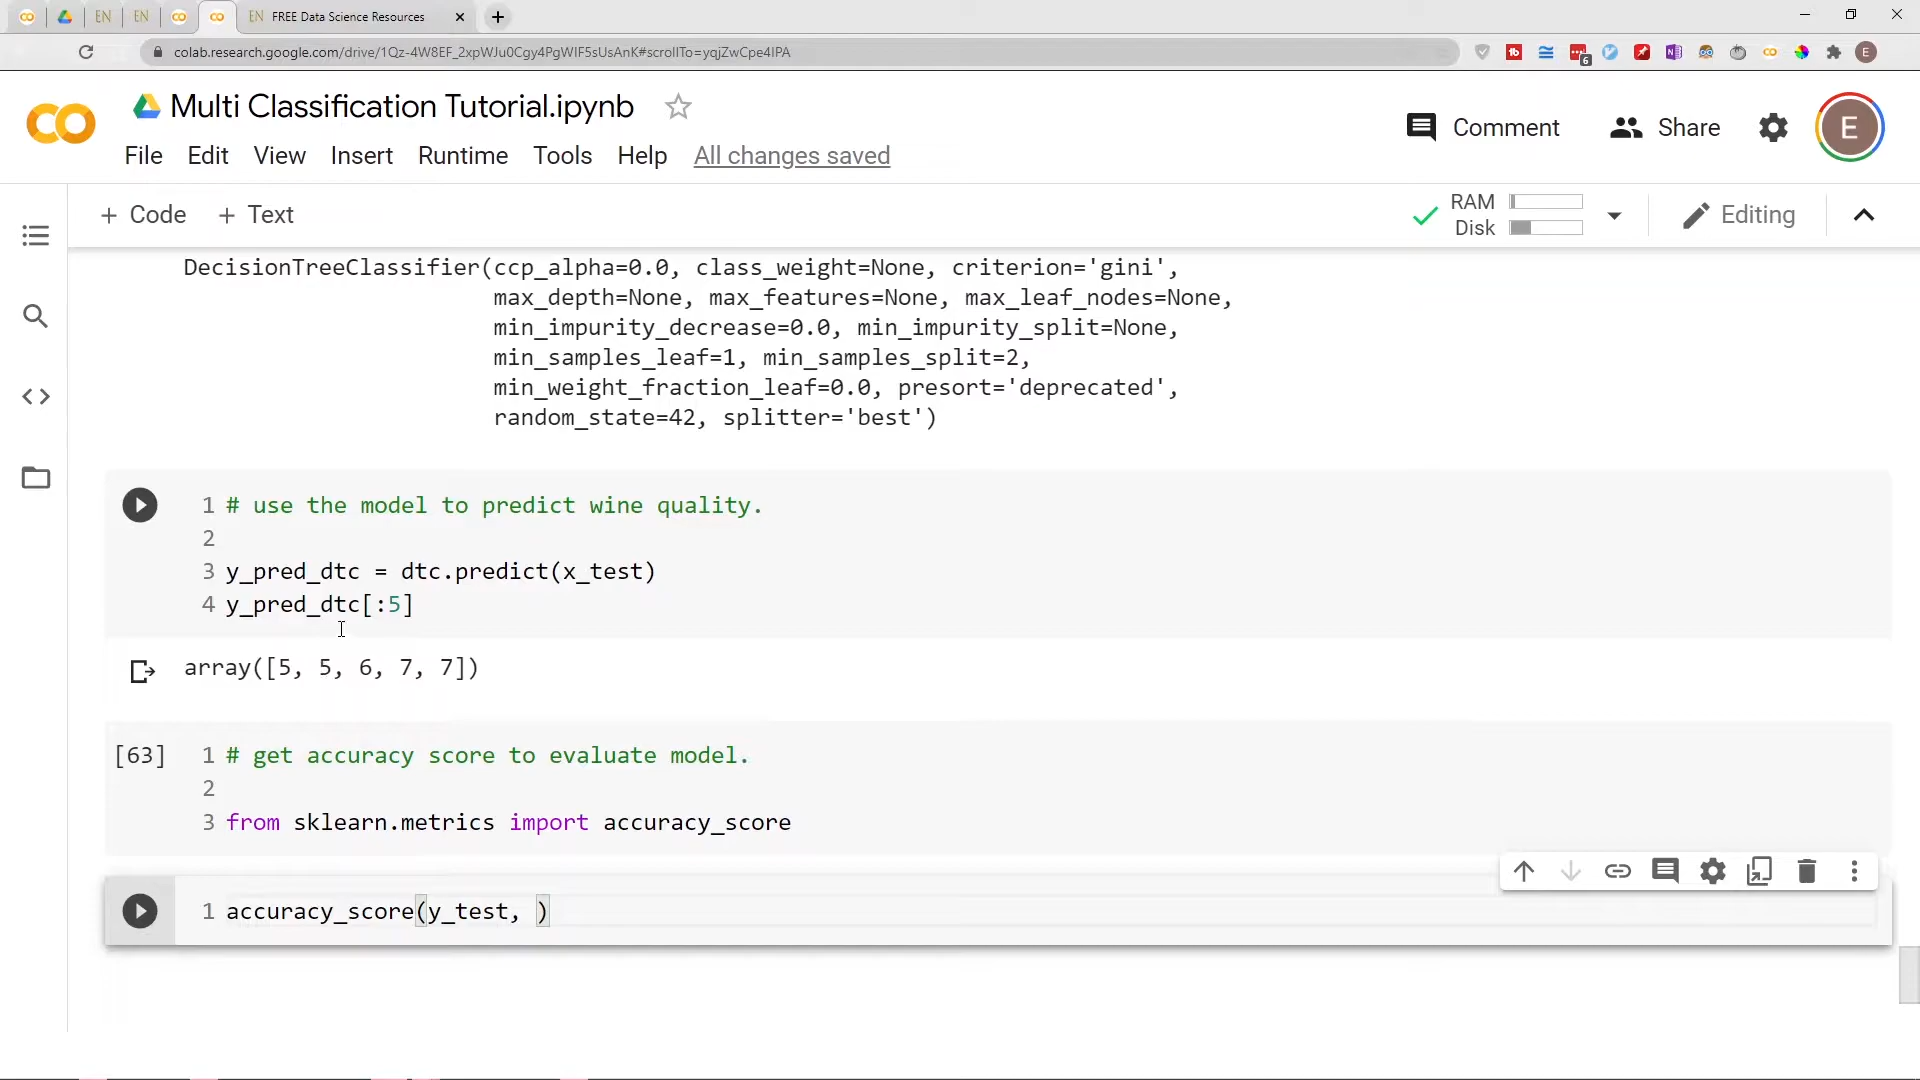 EN EN EN FREE Data Science Resources
colab.research.google.com/drive/1Qz-4W8EF_2xpWJu0Cgy4PgWIF5sUsAnK#scrollTo=yqjZwCpe4IPA
6 E
Multi Classification Tutorial.ipynb
Comment Share E
File Edit View Insert Runtime Tools Help All changes saved
+ Code + Text RAM Disk Editing
DecisionTreeClassifier(ccp_alpha=0.0, class_weight=None, criterion='gini',
max_depth=None, max_features=None, max_leaf_nodes=None,
min_impurity_decrease=0.0, min_impurity_split=None,
min_samples_leaf=1, min_samples_split=2,
min_weight_fraction_leaf=0.0, presort='deprecated',
random_state=42, splitter='best')
1 # use the model to predict wine quality.
2
3 y_pred_dtc = dtc.predict(x_test)
4 y_pred_dtc[:5]
array([5, 5, 6, 7, 7])
[63] 1 # get accuracy score to evaluate model.
2
3 from sklearn.metrics import accuracy_score
1 accuracy_score(y_test, )